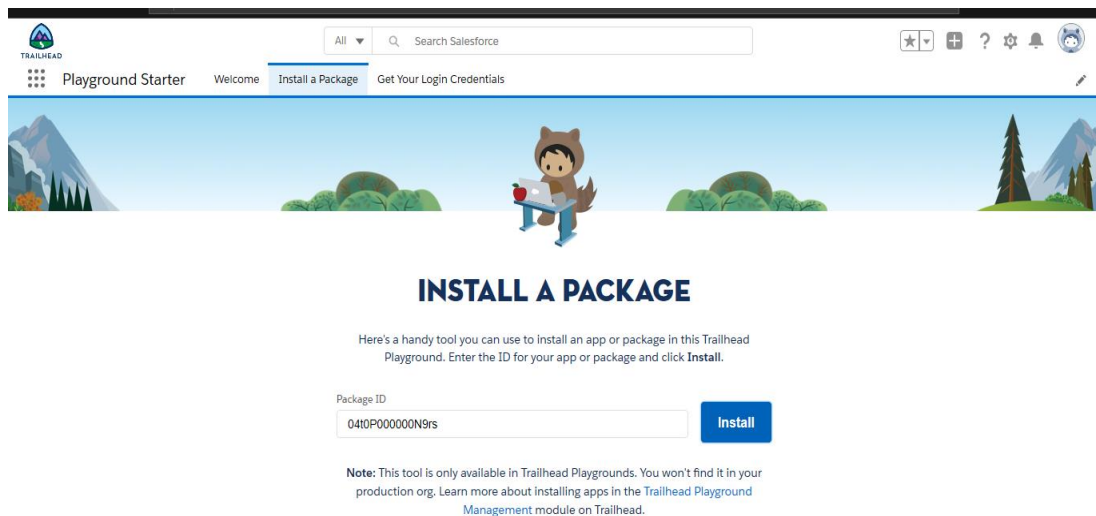 TRAILHEAD
All
Search Salesforce
Playground Starter
Welcome
Install a Package
Get Your Login Credentials
INSTALL A PACKAGE
Here's a handy tool you can use to install an app or package in this Trailhead
Playground. Enter the ID for your app or package and click Install.
Package ID
04t0P000000N9rs
Install
Note: This tool is only available in Trailhead Playgrounds. You won't find it in your
production org. Learn more about installing apps in the Trailhead Playground
Management module on Trailhead.